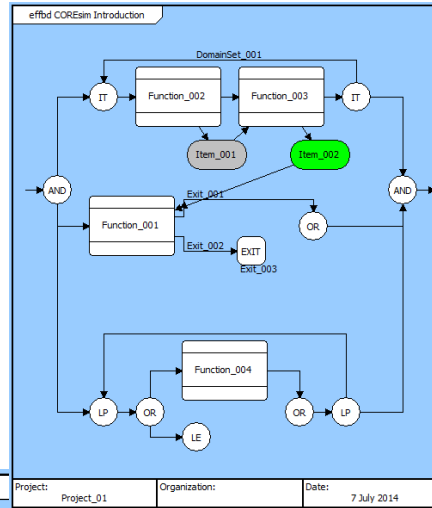 effbd COREsim Introduction
DomainSet_001
IT
Function_002
Function_003
IT
Item_001
Item_002
AND
AND
Exit_001
Function_001
OR
Exit_002
EXIT
Exit_003
Function_004
LP
OR
OR
LP
LE
Project:
Project_01
Organization:
Date:
7 July 2014